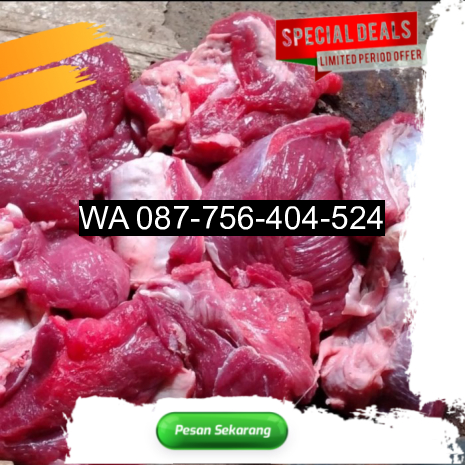 SPECIAL DEALS
LIMITED PERIOD OFFER
WA 087-756-404-524
Pesan Sekarang